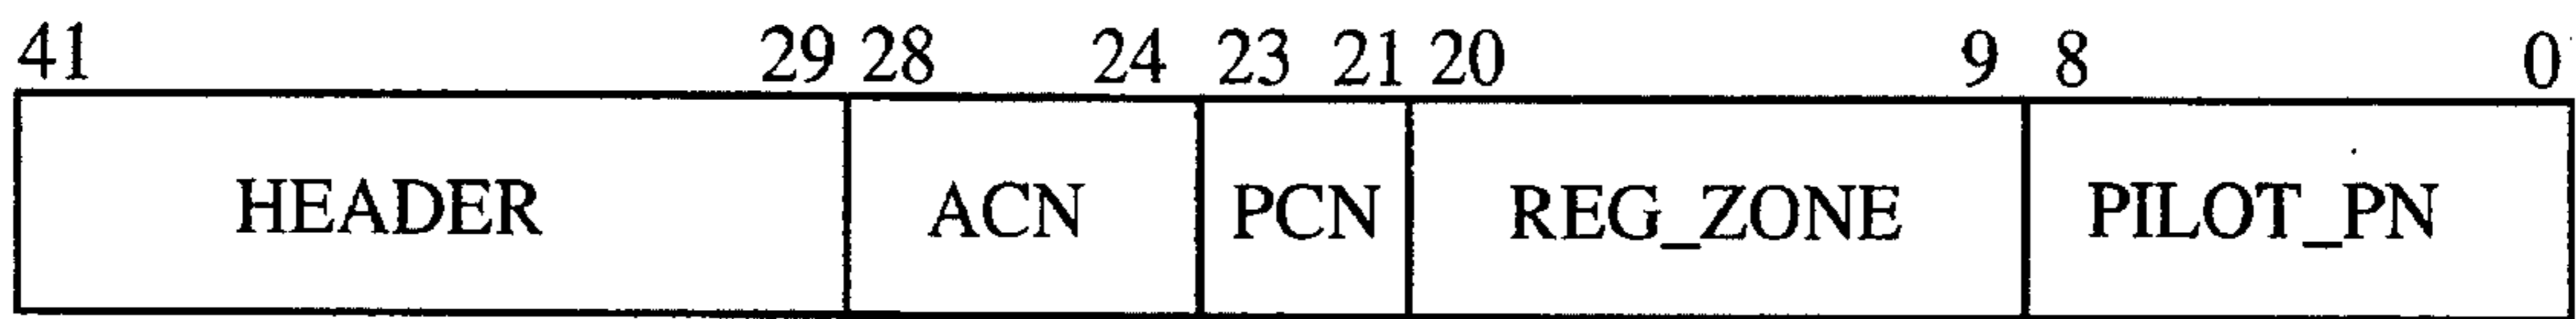 41 29 28 24 23 21 20 9 8 0
HEADER ACN PCN REG_ZONE PILOT_PN